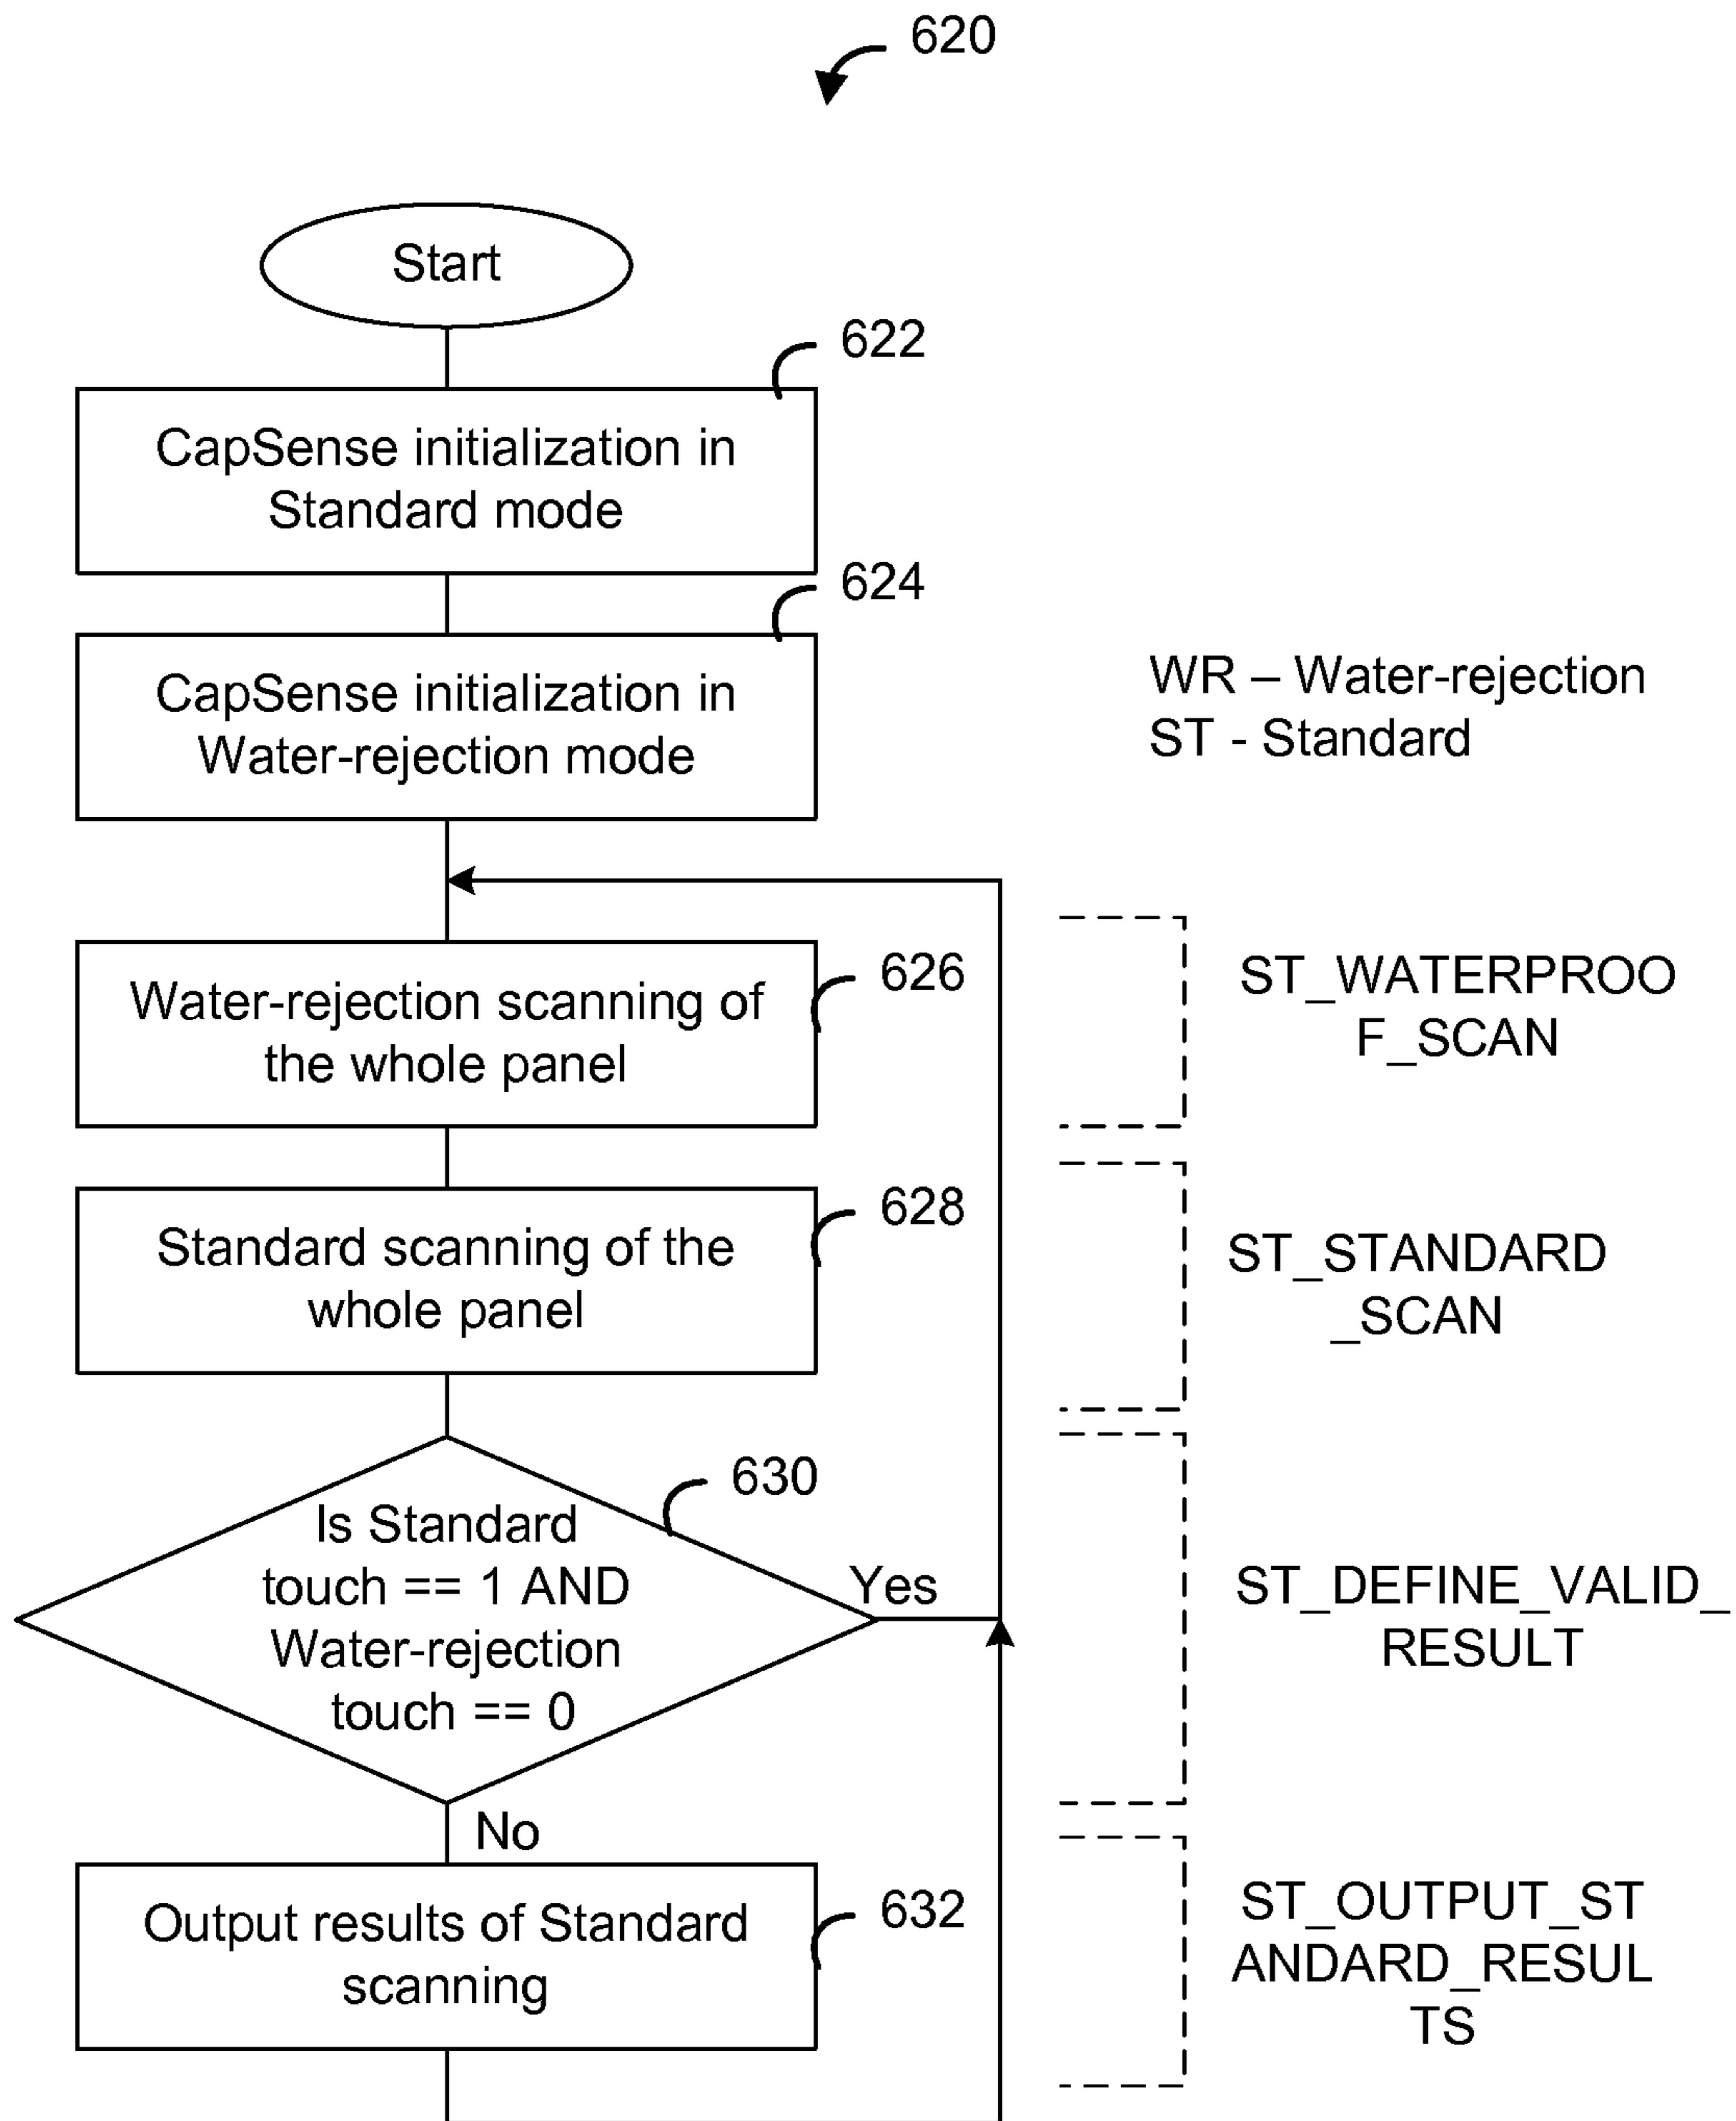 620
Start
622
CapSense initialization in
Standard mode
624
CapSense initialization in
Water-rejection mode
WR – Water-rejection
ST - Standard
626
Water-rejection scanning of
the whole panel
ST_WATERPROO
F_SCAN
628
Standard scanning of the
whole panel
ST_STANDARD
_SCAN
630
Is Standard
touch == 1 AND
Water-rejection
touch == 0
Yes
ST_DEFINE_VALID_
RESULT
No
632
Output results of Standard
scanning
ST_OUTPUT_ST
ANDARD_RESUL
TS